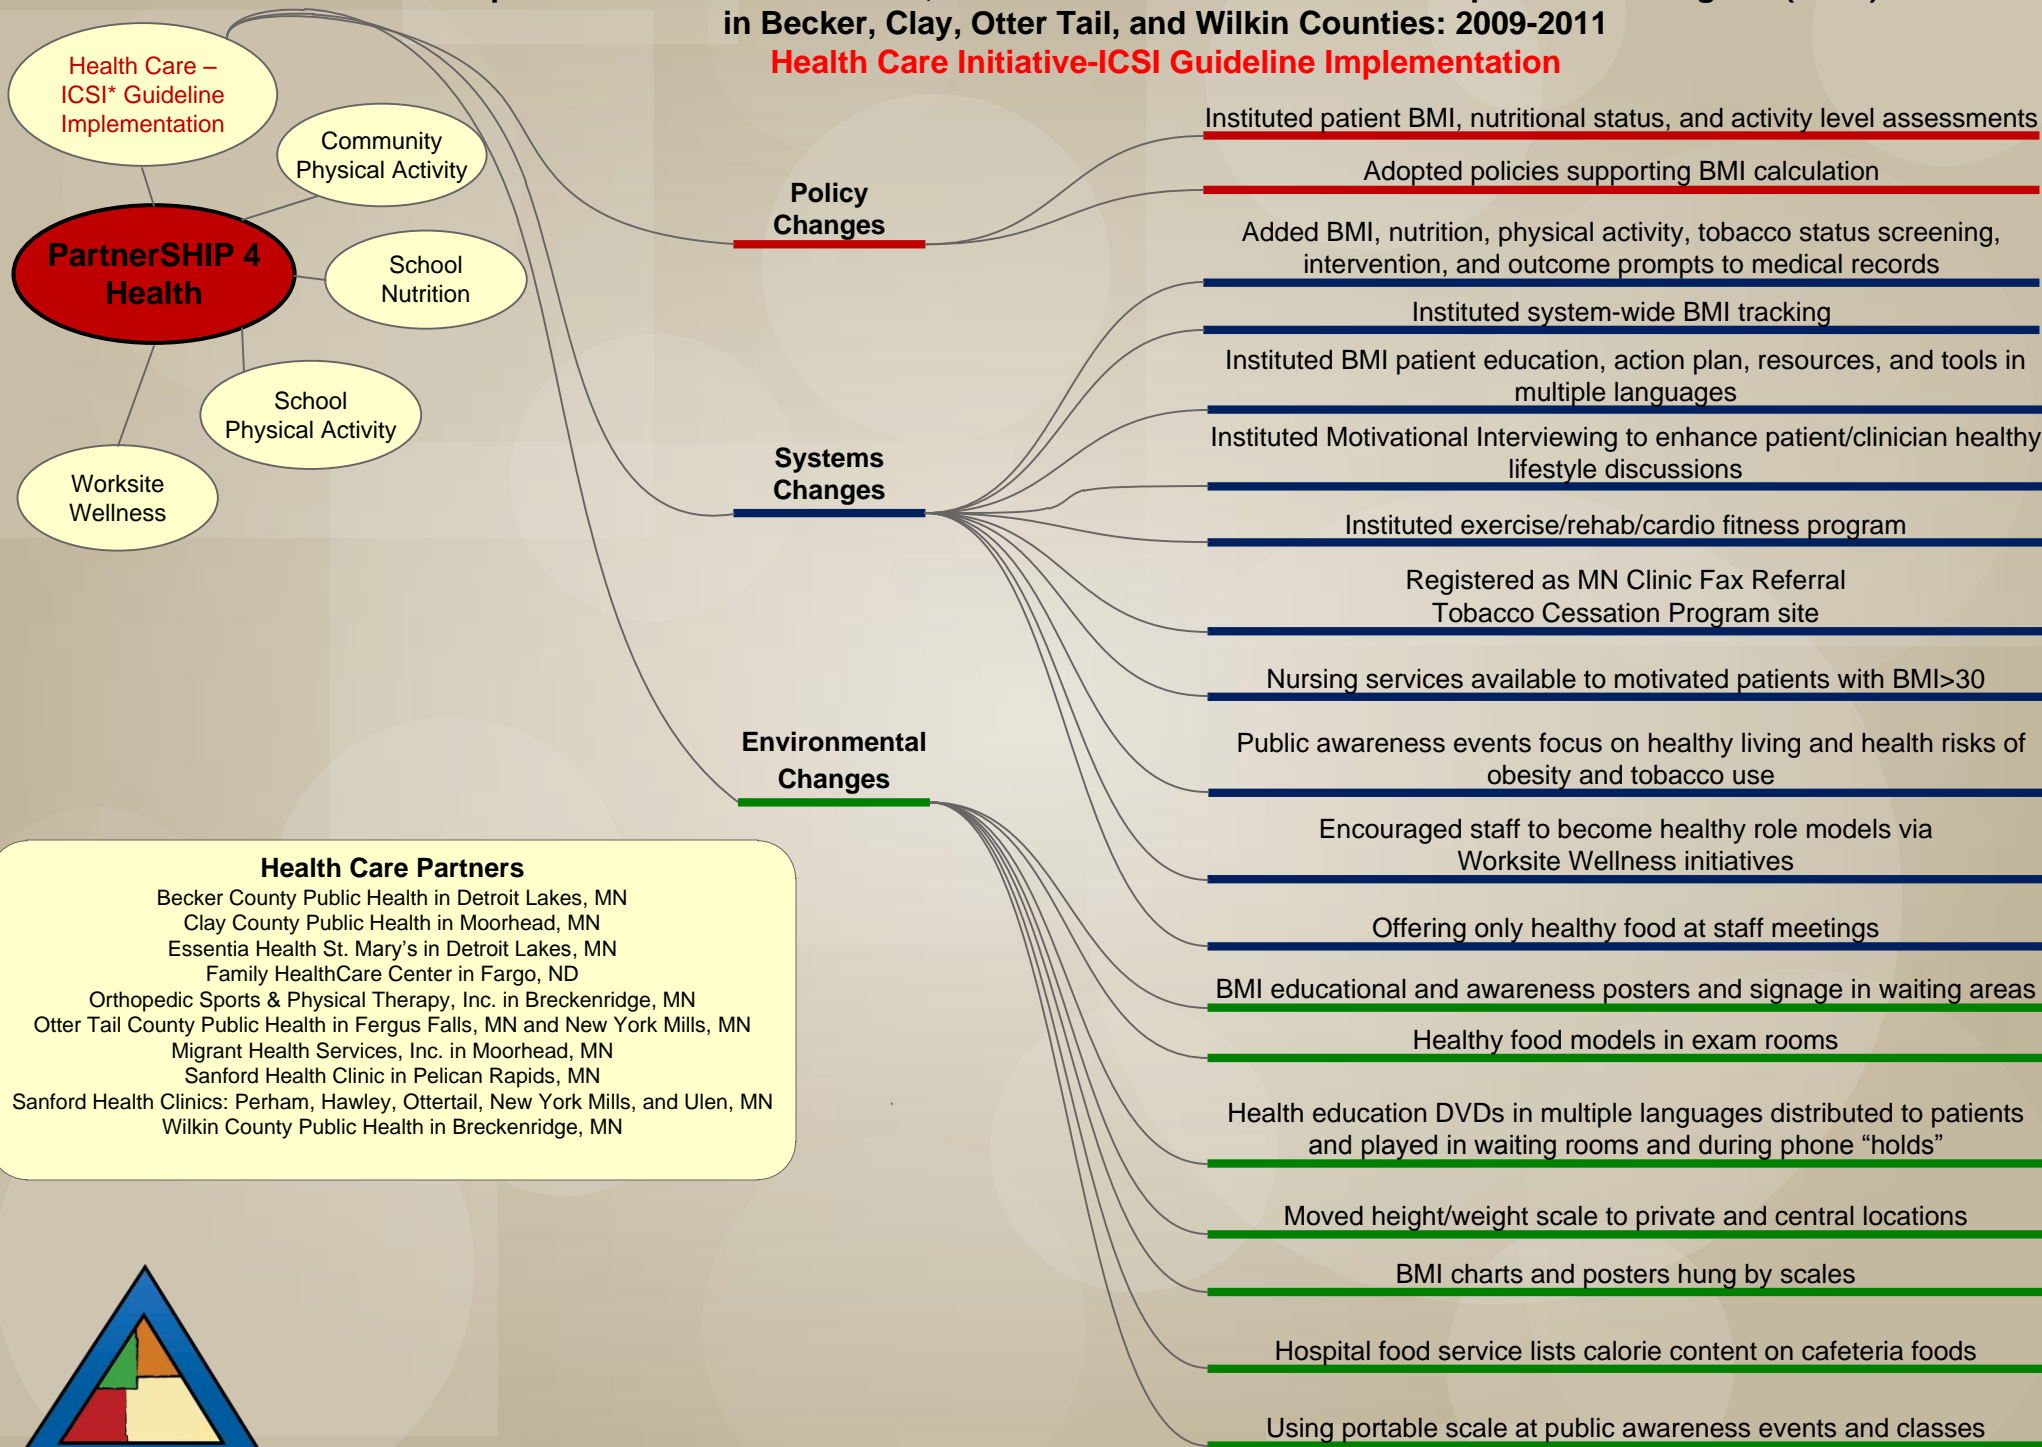 in Becker, Clay, Otter Tail, and Wilkin Counties: 2009-2011
Health Care Initiative-ICSI Guideline Implementation
Health Care –
ICSI* Guideline
Implementation
Community
Physical Activity
PartnerSHIP 4
Health
School
Nutrition
School
Physical Activity
Worksite
Wellness
Policy
Changes
Instituted patient BMI, nutritional status, and activity level assessments
Adopted policies supporting BMI calculation
Systems
Changes
Added BMI, nutrition, physical activity, tobacco status screening,
intervention, and outcome prompts to medical records
Instituted system-wide BMI tracking
Instituted BMI patient education, action plan, resources, and tools in
multiple languages
Instituted Motivational Interviewing to enhance patient/clinician healthy
lifestyle discussions
Instituted exercise/rehab/cardio fitness program
Registered as MN Clinic Fax Referral
Tobacco Cessation Program site
Nursing services available to motivated patients with BMI>30
Public awareness events focus on healthy living and health risks of
obesity and tobacco use
Encouraged staff to become healthy role models via
Worksite Wellness initiatives
Offering only healthy food at staff meetings
Environmental
Changes
BMI educational and awareness posters and signage in waiting areas
Healthy food models in exam rooms
Health education DVDs in multiple languages distributed to patients
and played in waiting rooms and during phone “holds”
Moved height/weight scale to private and central locations
BMI charts and posters hung by scales
Hospital food service lists calorie content on cafeteria foods
Using portable scale at public awareness events and classes
Health Care Partners
Becker County Public Health in Detroit Lakes, MN
Clay County Public Health in Moorhead, MN
Essentia Health St. Mary’s in Detroit Lakes, MN
Family HealthCare Center in Fargo, ND
Orthopedic Sports & Physical Therapy, Inc. in Breckenridge, MN
Otter Tail County Public Health in Fergus Falls, MN and New York Mills, MN
Migrant Health Services, Inc. in Moorhead, MN
Sanford Health Clinic in Pelican Rapids, MN
Sanford Health Clinics: Perham, Hawley, Ottertail, New York Mills, and Ulen, MN
Wilkin County Public Health in Breckenridge, MN